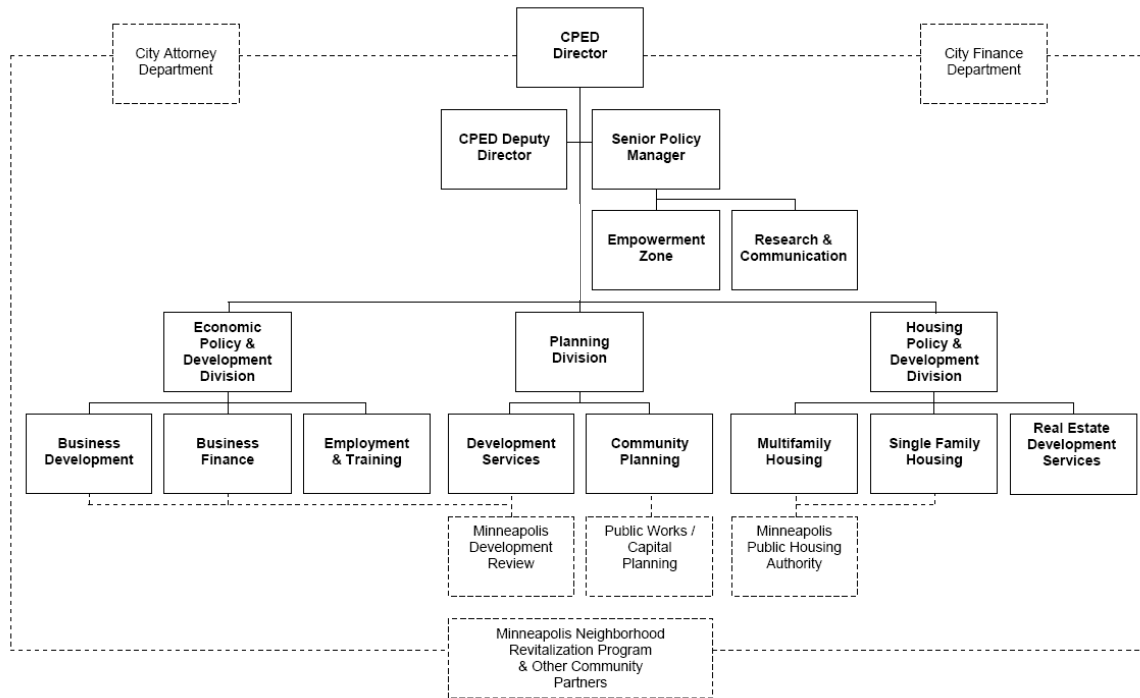 City Attorney
Department
CPED
Director
City Finance
Department
CPED Deputy
Director
Senior Policy
Manager
Empowerment
Zone
Research &
Communication
Economic
Policy &
Development
Division
Planning
Division
Housing
Policy &
Development
Division
Business
Development
Business
Finance
Employment
& Training
Development
Services
Community
Planning
Multifamily
Housing
Single Family
Housing
Real Estate
Development
Services
Minneapolis
Development
Review
Public Works /
Capital
Planning
Minneapolis
Public Housing
Authority
Minneapolis Neighborhood
Revitalization Program
& Other Community
Partners